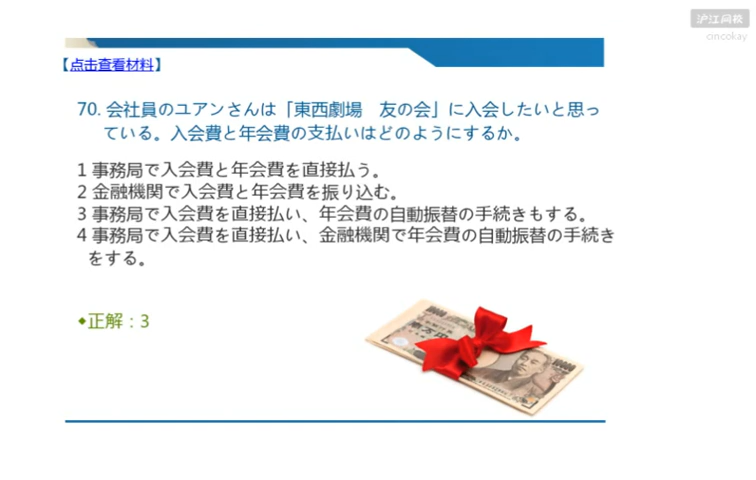 沪江网校
cincokay
【点击查看材料】
70. 会社員のユアンさんは「東西劇場　友の会」に入会したいと思っ
ている。入会費と年会費の支払いはどのようにするか。
1 事務局で入会費と年会費を直接払う。
2 金融機関で入会費と年会費を振り込む。
3 事務局で入会費を直接払い、年会費の自動振替の手続きもする。
4 事務局で入会費を直接払い、金融機関で年会費の自動振替の手続き
をする。
◆正解：3
10000
壱万円
10000